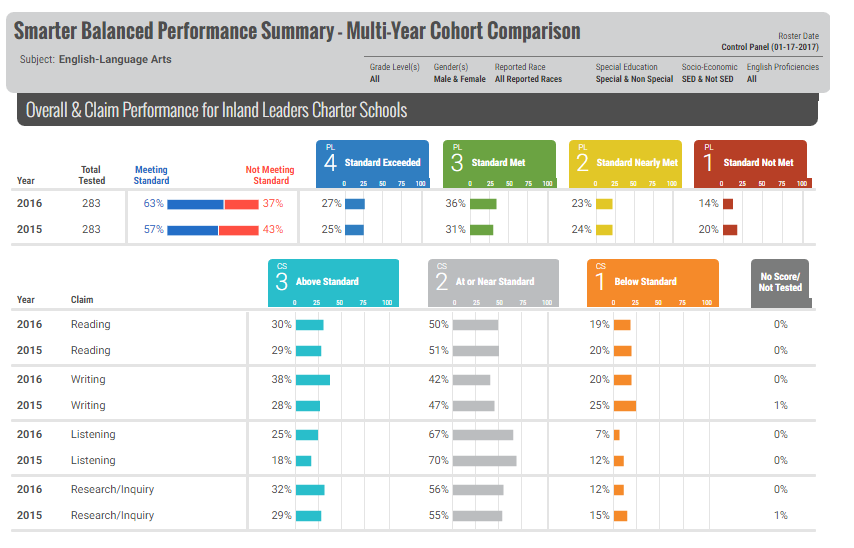 Smarter Balanced Performance Summary - Multi-Year Cohort Comparison
Roster Date
Control Panel (01-17-2017)
Subject: English-Language Arts
Grade Level(s) Gender(s) Reported Race Special Education Socio-Economic English Proficiencies
All Male & Female All Reported Races Special & Non Special SED & Not SED All
Overall & Claim Performance for Inland Leaders Charter Schools
Year Total Tested Meeting Standard Not Meeting Standard PL 4 Standard Exceeded PL 3 Standard Met PL 2 Standard Nearly Met PL 1 Standard Not Met
0 25 50 75 100 0 25 50 75 100 0 25 50 75 100 0 25 50 75 100
2016 283 63% 37% 27% 36% 23% 14%
2015 283 57% 43% 25% 31% 24% 20%
Year Claim CS 3 Above Standard CS 2 At or Near Standard CS 1 Below Standard No Score/ Not Tested
0 25 50 75 100 0 25 50 75 100 0 25 50 75 100
2016 Reading 30% 50% 19% 0%
2015 Reading 29% 51% 20% 0%
2016 Writing 38% 42% 20% 0%
2015 Writing 28% 47% 25% 1%
2016 Listening 25% 67% 7% 0%
2015 Listening 18% 70% 12% 0%
2016 Research/Inquiry 32% 56% 12% 0%
2015 Research/Inquiry 29% 55% 15% 1%